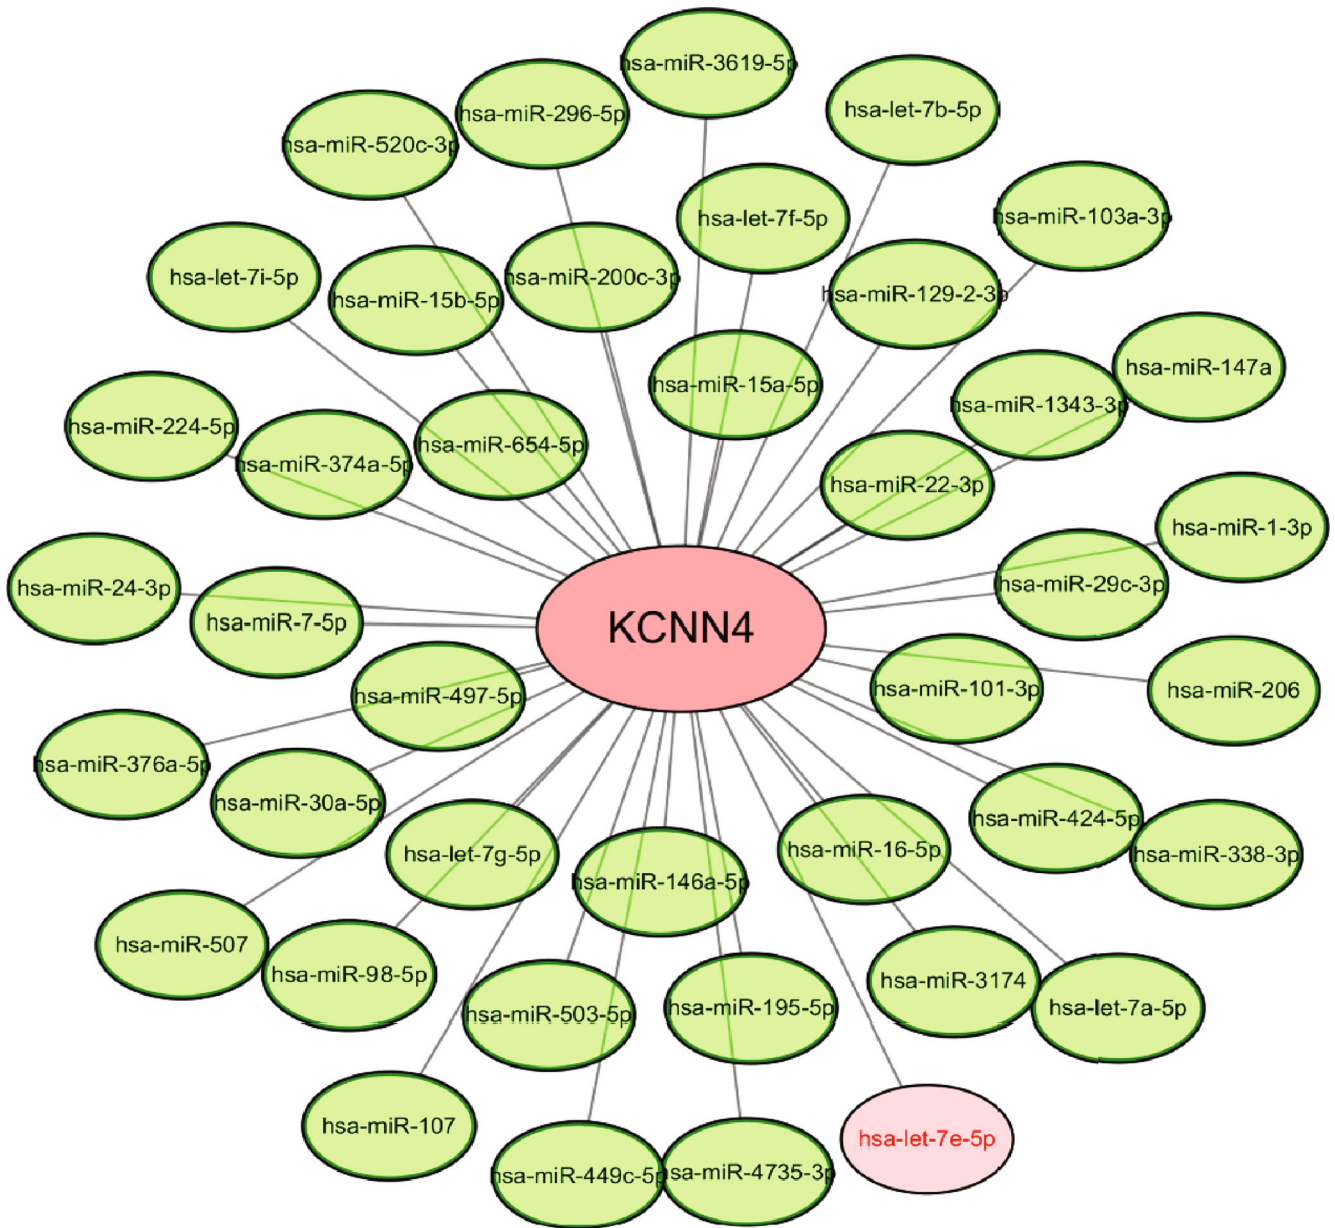 hsa-miR-3619-5p
hsa-miR-296-5p
hsa-let-7b-5p
hsa-miR-520c-3p
hsa-let-7f-5p
hsa-miR-103a-3p
hsa-let-7i-5p
hsa-miR-200c-3p
hsa-miR-129-2-3p
hsa-miR-15b-5p
hsa-miR-147a
hsa-miR-15a-5p
hsa-miR-1343-3p
hsa-miR-224-5p
hsa-miR-654-5p
hsa-miR-374a-5p
hsa-miR-22-3p
hsa-miR-1-3p
hsa-miR-29c-3p
hsa-miR-24-3p
hsa-miR-7-5p
KCNN4
hsa-miR-101-3p
hsa-miR-206
hsa-miR-497-5p
hsa-miR-376a-5p
hsa-miR-30a-5p
hsa-miR-424-5p
hsa-miR-16-5p
hsa-let-7g-5p
hsa-miR-338-3p
hsa-miR-146a-5p
hsa-miR-507
hsa-miR-98-5p
hsa-miR-3174
hsa-let-7a-5p
hsa-miR-195-5p
hsa-miR-503-5p
hsa-miR-107
hsa-let-7e-5p
hsa-miR-449c-5p
sa-miR-4735-3p